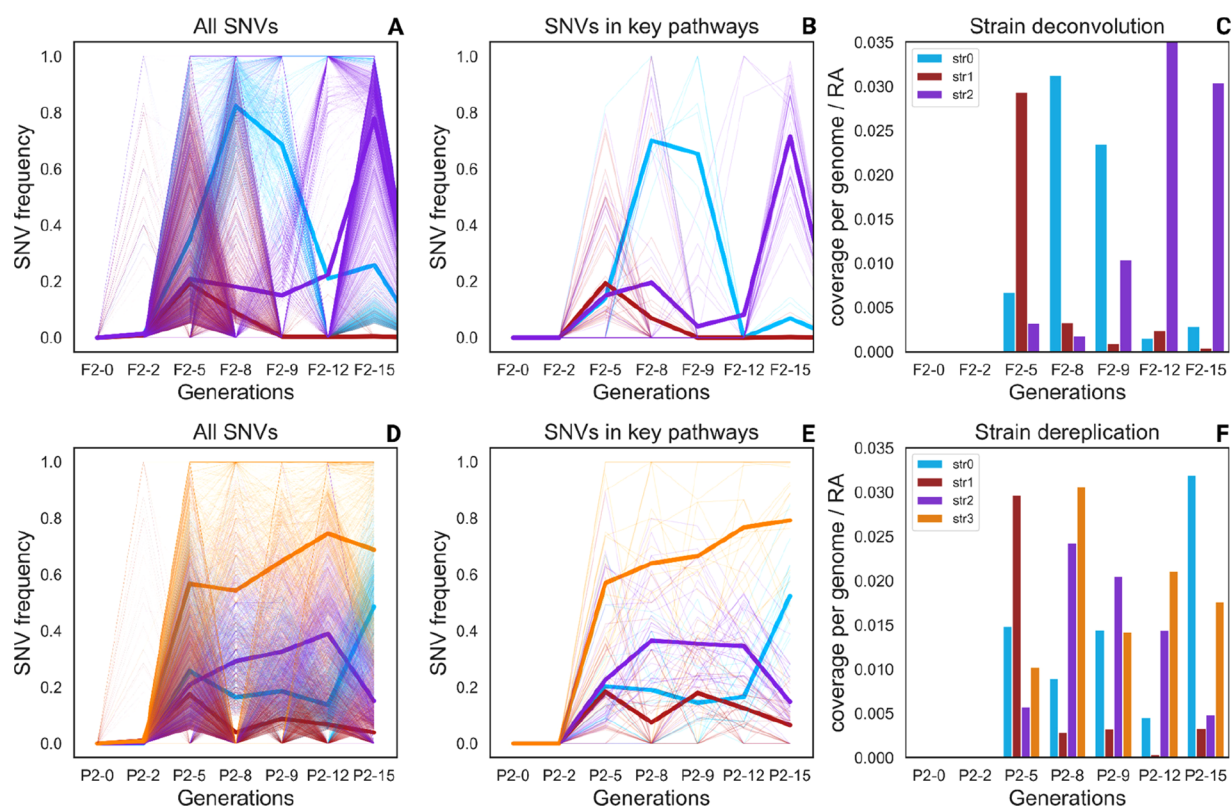 All SNVs A
SNV frequency
1.0
0.8
0.6
0.4
0.2
0.0
F2-0 F2-2 F2-5 F2-8 F2-9 F2-12 F2-15
Generations
SNVs in key pathways B
SNV frequency
1.0
0.8
0.6
0.4
0.2
0.0
F2-0 F2-2 F2-5 F2-8 F2-9 F2-12 F2-15
Generations
Strain deconvolution C
coverage per genome / RA
0.035
0.030
0.025
0.020
0.015
0.010
0.005
0.000
str0
str1
str2
F2-0 F2-2 F2-5 F2-8 F2-9 F2-12 F2-15
Generations
All SNVs D
SNV frequency
1.0
0.8
0.6
0.4
0.2
0.0
P2-0 P2-2 P2-5 P2-8 P2-9 P2-12 P2-15
Generations
SNVs in key pathways E
SNV frequency
1.0
0.8
0.6
0.4
0.2
0.0
P2-0 P2-2 P2-5 P2-8 P2-9 P2-12 P2-15
Generations
Strain dereplication F
coverage per genome / RA
0.035
0.030
0.025
0.020
0.015
0.010
0.005
0.000
str0
str1
str2
str3
P2-0 P2-2 P2-5 P2-8 P2-9 P2-12 P2-15
Generations